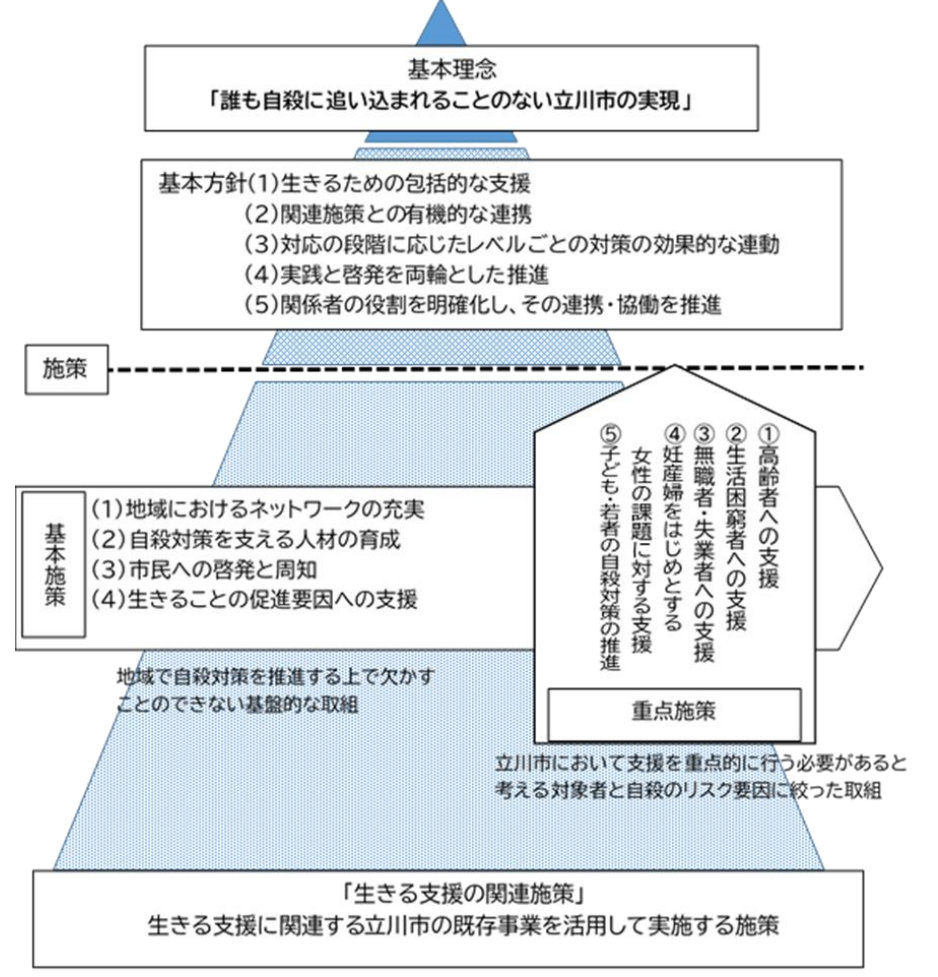 基本理念
「誰も自殺に追い込まれることのない立川市の実現」
基本方針(1)生きるための包括的な支援
(2)関連施策との有機的な連携
(3)対応の段階に応じたレベルごとの対策の効果的な連動
(4)実践と啓発を両輪とした推進
(5)関係者の役割を明確化し、その連携・協働を推進
施策
基本施策
(1)地域におけるネットワークの充実
(2)自殺対策を支える人材の育成
(3)市民への啓発と周知
(4)生きることの促進要因への支援
地域で自殺対策を推進する上で欠かす
ことのできない基盤的な取組
①高齢者への支援
②生活困窮者への支援
③無職者・失業者への支援
④妊産婦をはじめとする
女性の課題に対する支援
⑤子ども・若者の自殺対策の推進
重点施策
立川市において支援を重点的に行う必要があると
考える対象者と自殺のリスク要因に絞った取組
「生きる支援の関連施策」
生きる支援に関連する立川市の既存事業を活用して実施する施策